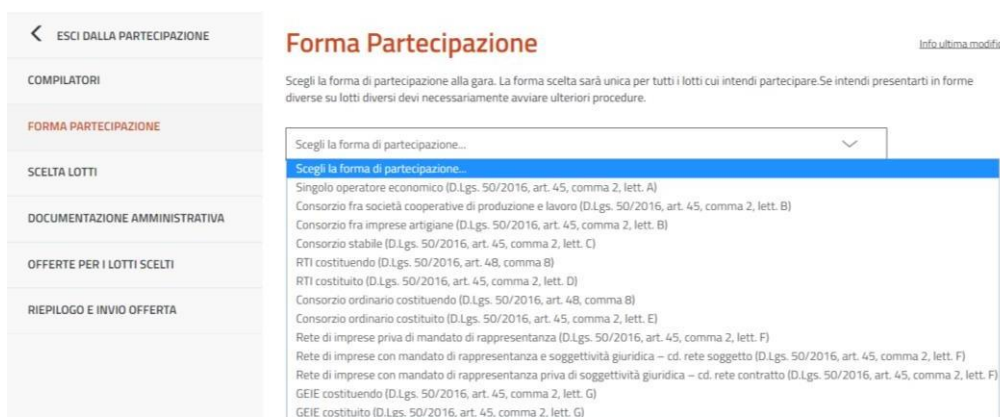 ESCI DALLA PARTECIPAZIONE
COMPILATORI
FORMA PARTECIPAZIONE
SCELTA LOTTI
DOCUMENTAZIONE AMMINISTRATIVA
OFFERTE PER I LOTTI SCELTI
RIEPILOGO E INVIO OFFERTA
Forma Partecipazione
Info ultima modific
Scegli la forma di partecipazione alla gara. La forma scelta sarà unica per tutti i lotti cui intendi partecipare.Se intendi presentarti in forme
diverse su lotti diversi devi necessariamente avviare ulteriori procedure.
Scegli la forma di partecipazione...
Scegli la forma di partecipazione...
Singolo operatore economico (D.Lgs. 50/2016, art. 45, comma 2, lett. A)
Consorzio fra società cooperative di produzione e lavoro (D.Lgs. 50/2016, art. 45, comma 2, lett. B)
Consorzio fra imprese artigiane (D.Lgs. 50/2016, art. 45, comma 2, lett. B)
Consorzio stabile (D.Lgs. 50/2016, art. 45, comma 2, lett. C)
RTI costituendo (D.Lgs. 50/2016, art. 48, comma 8)
RTI costituito (D.Lgs. 50/2016, art. 45, comma 2, lett. D)
Consorzio ordinario costituendo (D.Lgs. 50/2016, art. 48, comma 8)
Consorzio ordinario costituito (D.Lgs. 50/2016, art. 45, comma 2, lett. E)
Rete di imprese priva di mandato di rappresentanza (D.Lgs. 50/2016, art. 45, comma 2, lett. F)
Rete di imprese con mandato di rappresentanza e soggettività giuridica – cd. rete soggetto (D.Lgs. 50/2016, art. 45, comma 2, lett. F)
Rete di imprese con mandato di rappresentanza priva di soggettività giuridica – cd. rete contratto (D.Lgs. 50/2016, art. 45, comma 2, lett. F)
GEIE costituendo (D.Lgs. 50/2016, art. 45, comma 2, lett. G)
GEIE costituito (D.Lgs. 50/2016, art. 45, comma 2, lett. G)